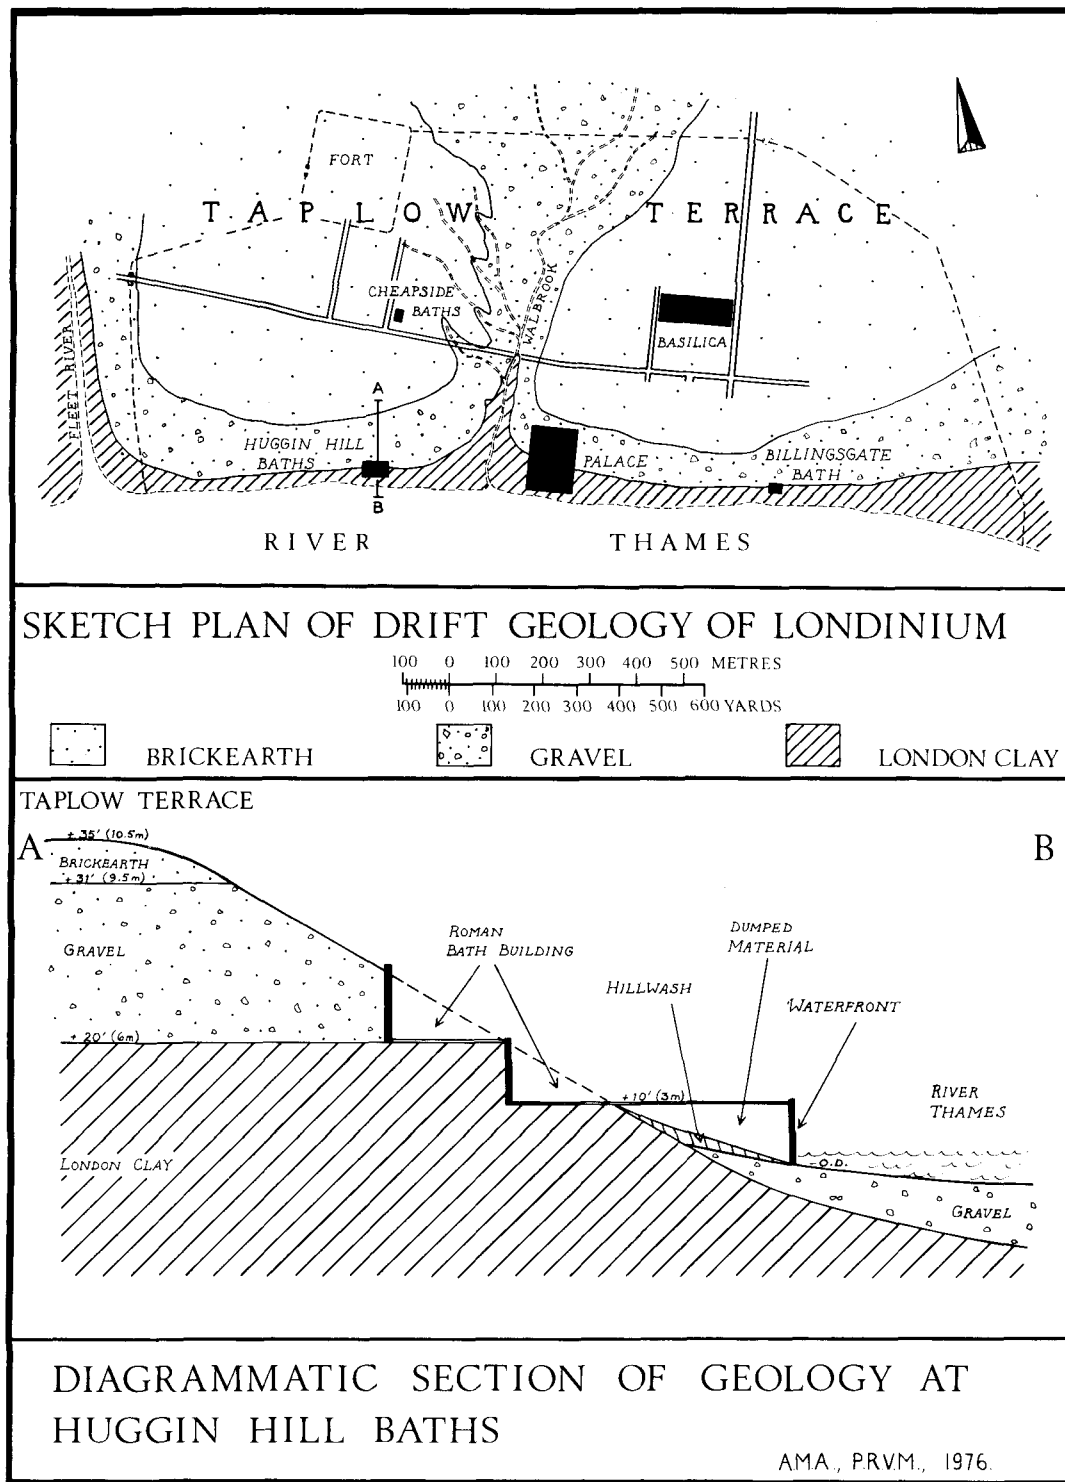 FORT
TAPLOW TERRACE
CHEAPSIDE
BATHS
WALBROOK
BASILICA
FLEET RIVER
A
HUGGIN HILL
BATHS
B
PALACE
BILLINGSGATE
BATH
RIVER THAMES
SKETCH PLAN OF DRIFT GEOLOGY OF LONDINIUM
100 0 100 200 300 400 500 METRES
100 0 100 200 300 400 500 600 YARDS
BRICKEARTH GRAVEL LONDON CLAY
TAPLOW TERRACE
A B
+35' (10.5m)
BRICKEARTH
+31' (9.5m)
GRAVEL
ROMAN
BATH BUILDING
DUMPED
MATERIAL
HILLWASH
WATERFRONT
+20' (6m)
+10' (3m)
RIVER
THAMES
LONDON CLAY
O.D.
GRAVEL
DIAGRAMMATIC SECTION OF GEOLOGY AT
HUGGIN HILL BATHS
A.M.A., P.R.V.M., 1976.